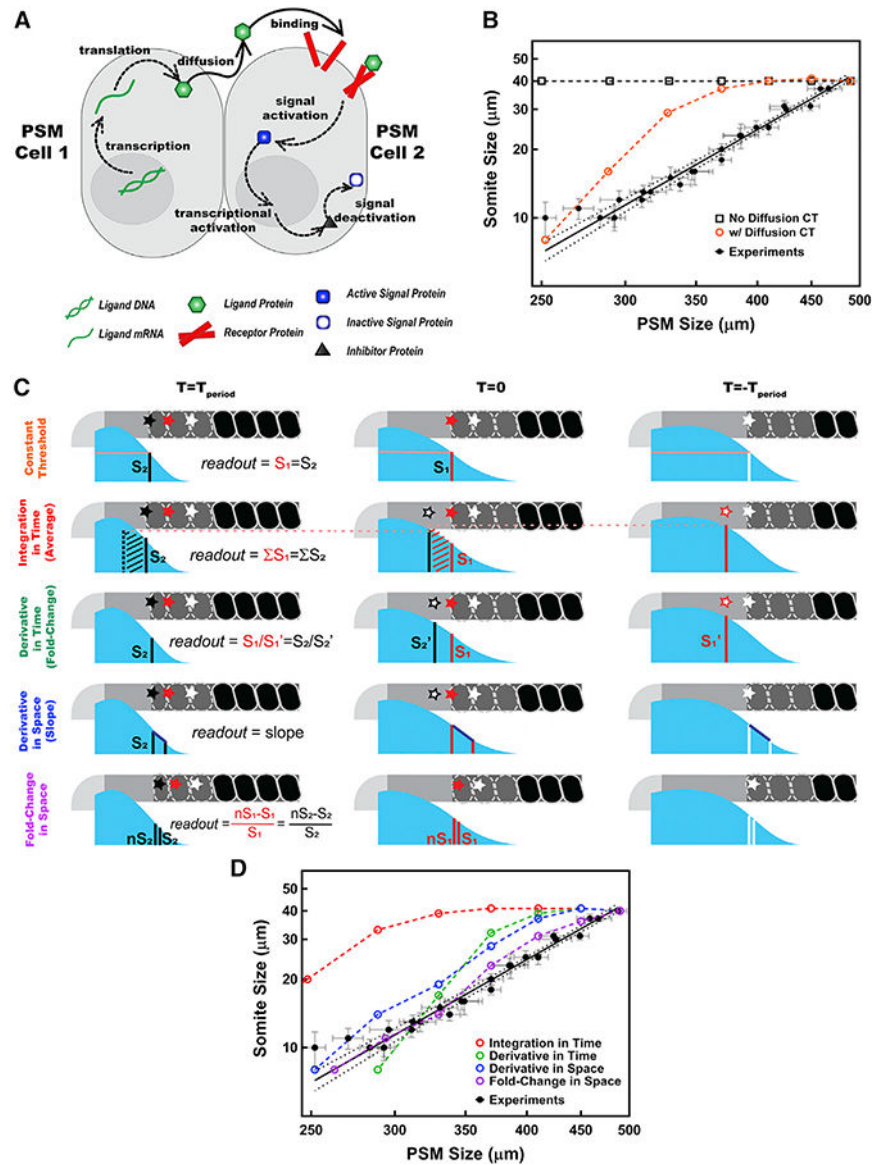 A
translation
diffusion
binding
PSM
Cell 1
transcription
signal
activation
PSM
Cell 2
transcriptional
activation
signal
deactivation
Ligand DNA
Ligand mRNA
Ligand Protein
Receptor Protein
Active Signal Protein
Inactive Signal Protein
Inhibitor Protein
B
Somite Size (μm)
50
40
30
20
10
No Diffusion CT
w/ Diffusion CT
Experiments
250 300 350 400 450 500
PSM Size (μm)
C
T=Tperiod T=0 T=-Tperiod
Constant
Threshold
S2
readout = S1=S2
S1
Integration
in Time
(Average)
S2
readout = ΣS1=ΣS2
S1
Derivative
in Time
(Fold-Change)
S2
readout = S1/S1'=S2/S2'
S2' S1
S1'
Derivative
in Space
(Slope)
S2
readout = slope
Fold-Change
in Space
nS2 S2
readout = nS1-S1 / S1 = nS2-S2 / S2
nS1 S1
D
Somite Size (μm)
50
40
30
20
10
Integration in Time
Derivative in Time
Derivative in Space
Fold-Change in Space
Experiments
250 300 350 400 450 500
PSM Size (μm)